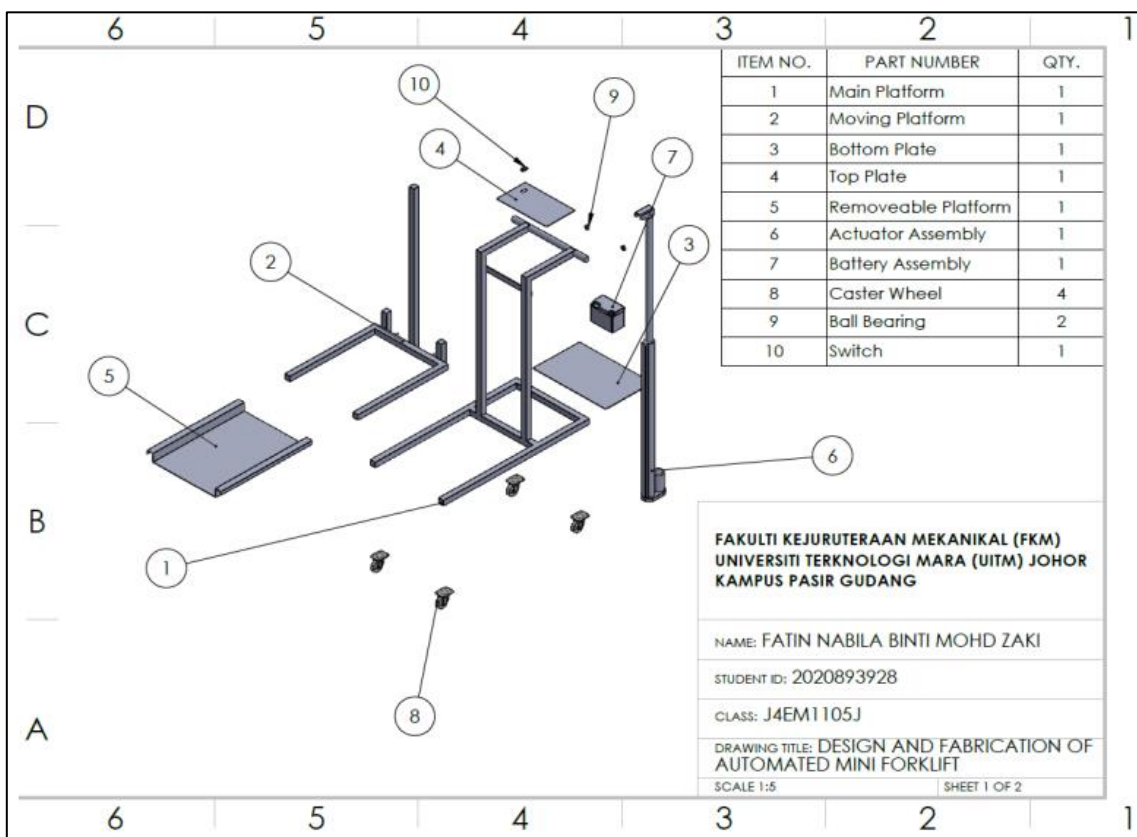 6 5 4 3 2 1
D
C
B
A
10
9
4
7
3
2
5
6
1
8
ITEM NO. PART NUMBER QTY.
1 Main Platform 1
2 Moving Platform 1
3 Bottom Plate 1
4 Top Plate 1
5 Removeable Platform 1
6 Actuator Assembly 1
7 Battery Assembly 1
8 Caster Wheel 4
9 Ball Bearing 2
10 Switch 1
FAKULTI KEJURUTERAAN MEKANIKAL (FKM)
UNIVERSITI TERKNOLOGI MARA (UITM) JOHOR
KAMPUS PASIR GUDANG
NAME: FATIN NABILA BINTI MOHD ZAKI
STUDENT ID: 2020893928
CLASS: J4EM1105J
DRAWING TITLE: DESIGN AND FABRICATION OF
AUTOMATED MINI FORKLIFT
SCALE 1:5 SHEET 1 OF 2
6 5 4 3 2 1